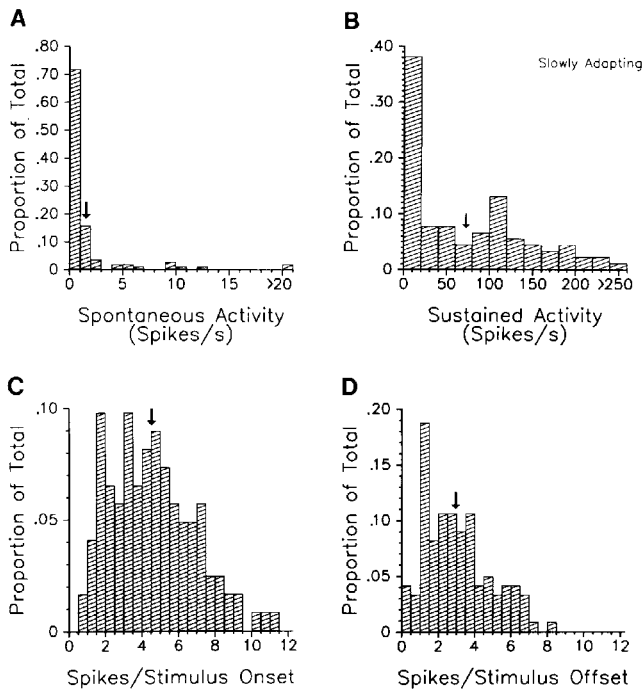 A
.80
.70
.60
.50
.40
.30
.20
.10
0
Proportion of Total
0 5 10 15 >20
Spontaneous Activity
(Spikes/s)
B
Slowly Adapting
.40
.30
.20
.10
0
Proportion of Total
0 50 100 150 200 >250
Sustained Activity
(Spikes/s)
C
.10
.05
0
Proportion of Total
0 2 4 6 8 10 12
Spikes/Stimulus Onset
D
.20
.15
.10
.05
0
Proportion of Total
0 2 4 6 8 10 12
Spikes/Stimulus Offset